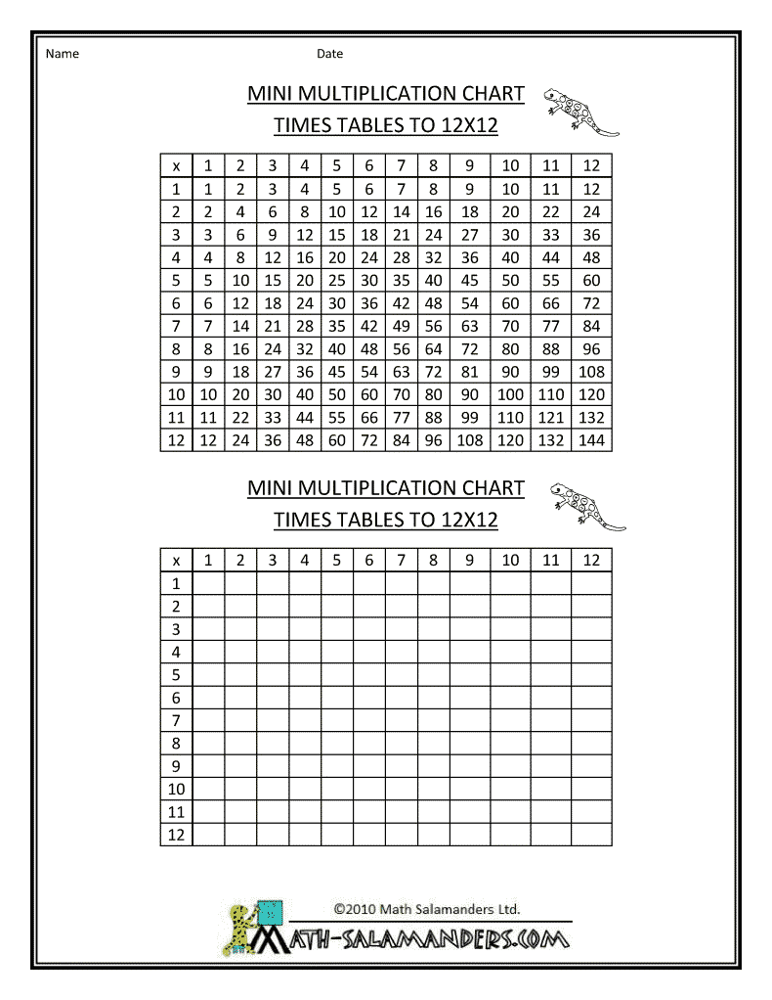 Name Date
MINI MULTIPLICATION CHART
TIMES TABLES TO 12X12
x 1 2 3 4 5 6 7 8 9 10 11 12
1 1 2 3 4 5 6 7 8 9 10 11 12
2 2 4 6 8 10 12 14 16 18 20 22 24
3 3 6 9 12 15 18 21 24 27 30 33 36
4 4 8 12 16 20 24 28 32 36 40 44 48
5 5 10 15 20 25 30 35 40 45 50 55 60
6 6 12 18 24 30 36 42 48 54 60 66 72
7 7 14 21 28 35 42 49 56 63 70 77 84
8 8 16 24 32 40 48 56 64 72 80 88 96
9 9 18 27 36 45 54 63 72 81 90 99 108
10 10 20 30 40 50 60 70 80 90 100 110 120
11 11 22 33 44 55 66 77 88 99 110 121 132
12 12 24 36 48 60 72 84 96 108 120 132 144
MINI MULTIPLICATION CHART
TIMES TABLES TO 12X12
x 1 2 3 4 5 6 7 8 9 10 11 12
1
2
3
4
5
6
7
8
9
10
11
12
©2010 Math Salamanders Ltd.
MATH-SALAMANDERS.COM